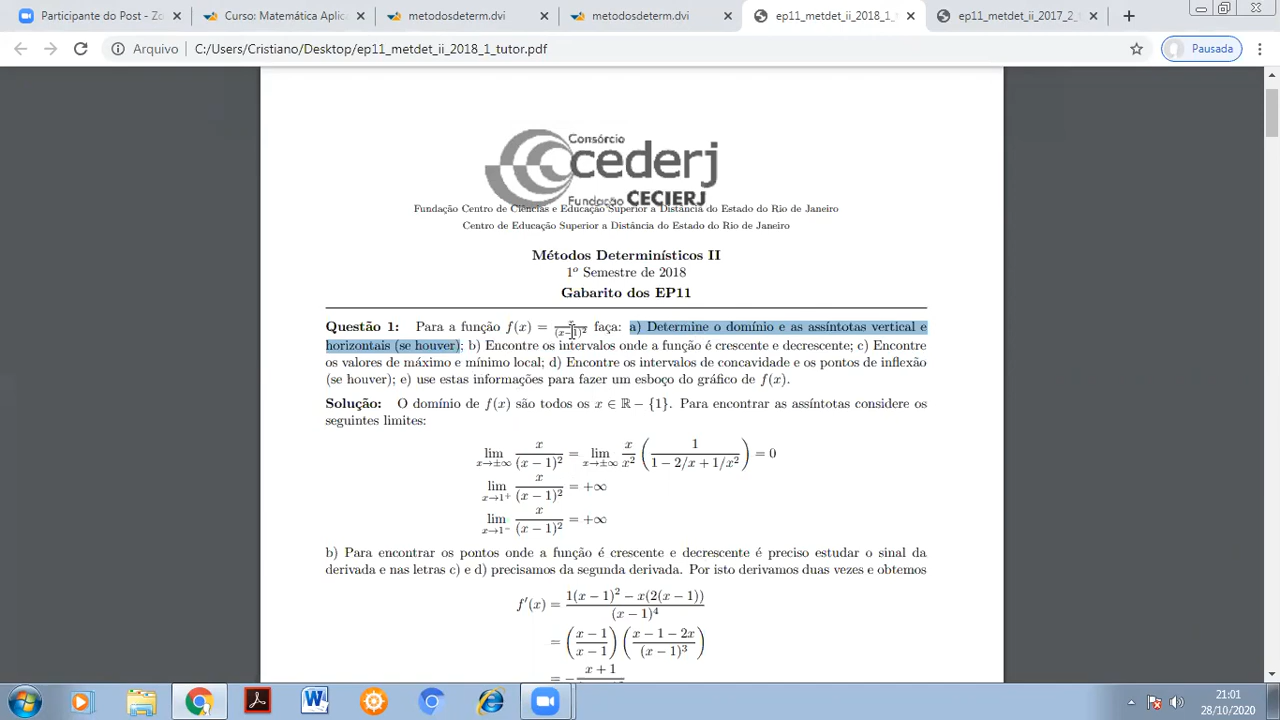 Participante do Post - Zo
Curso: Matemática Aplic
metodosdeterm.dvi
metodosdeterm.dvi
ep11_metdet_ii_2018_1_
ep11_metdet_ii_2017_2_
Arquivo | C:/Users/Cristiano/Desktop/ep11_metdet_ii_2018_1_tutor.pdf
Pausada
Consórcio
cederj
Fundação CECIERJ
Fundação Centro de Ciências e Educação Superior a Distância do Estado do Rio de Janeiro
Centro de Educação Superior a Distância do Estado do Rio de Janeiro
Métodos Determinísticos II
1º Semestre de 2018
Gabarito dos EP11
Questão 1: Para a função f(x) = x/(x−1)² faça: a) Determine o domínio e as assíntotas vertical e
horizontais (se houver); b) Encontre os intervalos onde a função é crescente e decrescente; c) Encontre
os valores de máximo e mínimo local; d) Encontre os intervalos de concavidade e os pontos de inflexão
(se houver); e) use estas informações para fazer um esboço do gráfico de f(x).
Solução: O domínio de f(x) são todos os x ∈ ℝ − {1}. Para encontrar as assíntotas considere os
seguintes limites:
lim x→±∞ x/(x − 1)² = lim x→±∞ x/x² (1/(1 − 2/x + 1/x²)) = 0
lim x→1⁺ x/(x − 1)² = +∞
lim x→1⁻ x/(x − 1)² = +∞
b) Para encontrar os pontos onde a função é crescente e decrescente é preciso estudar o sinal da
derivada e nas letras c) e d) precisamos da segunda derivada. Por isto derivamos duas vezes e obtemos
f′(x) = (1(x − 1)² − x(2(x − 1)))/(x − 1)⁴
= ((x − 1)/(x − 1)) ((x − 1 − 2x)/(x − 1)³)
= − x + 1
21:01
28/10/2020